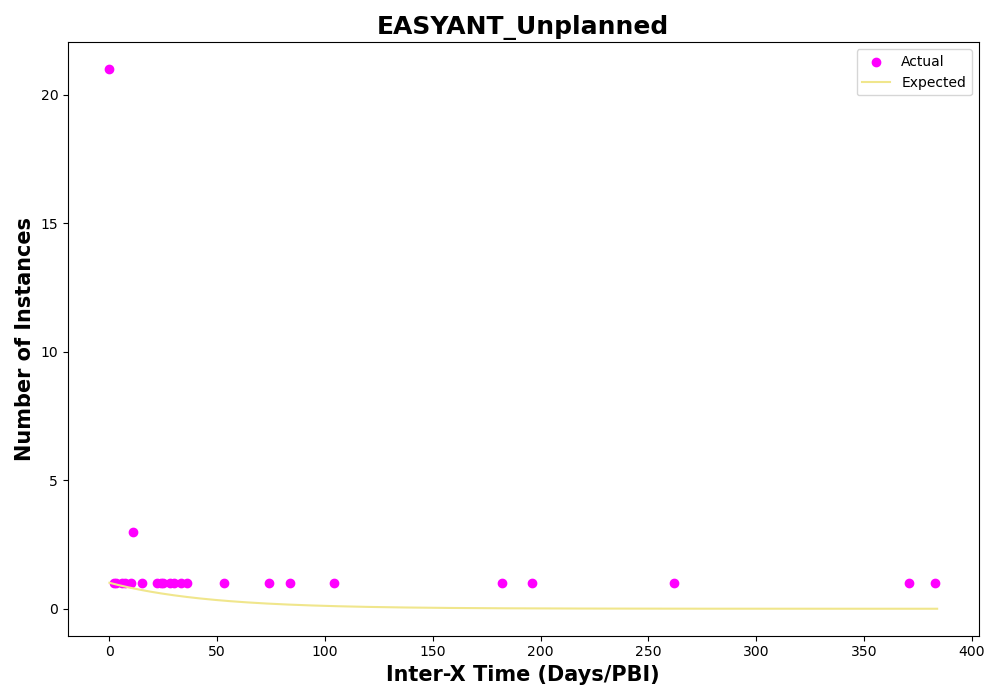 EASYANT_Unplanned
Actual
Expected
Number of Instances
20
15
10
5
0
0 50 100 150 200 250 300 350 400
Inter-X Time (Days/PBI)